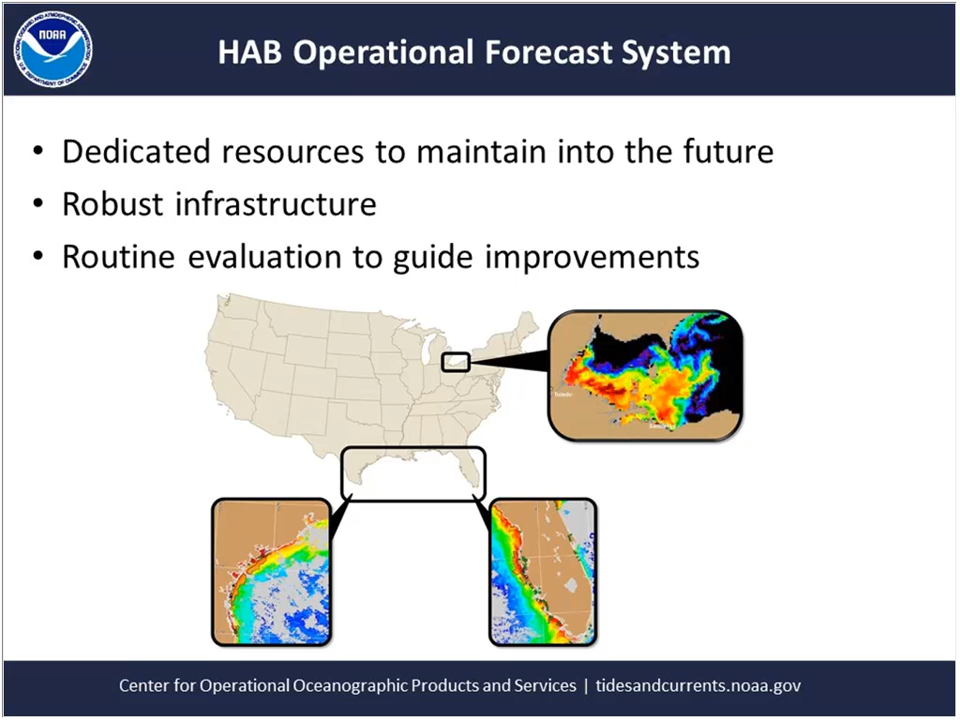 NOAA
HAB Operational Forecast System
• Dedicated resources to maintain into the future
• Robust infrastructure
• Routine evaluation to guide improvements
Toledo
Center for Operational Oceanographic Products and Services | tidesandcurrents.noaa.gov